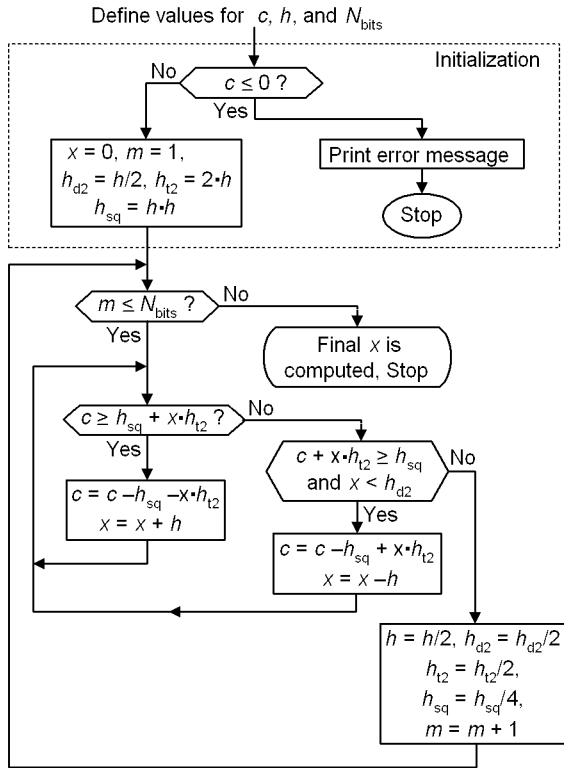 Define values for c, h, and N_bits
Initialization
No
c ≤ 0 ?
Yes
x = 0, m = 1,
h_d2 = h/2, h_t2 = 2·h
h_sq = h·h
Print error message
Stop
m ≤ N_bits ?
No
Yes
Final x is
computed, Stop
c ≥ h_sq + x·h_t2 ?
No
Yes
c = c – h_sq – x·h_t2
x = x + h
c + x·h_t2 ≥ h_sq
and x < h_d2
No
Yes
c = c – h_sq + x·h_t2
x = x – h
h = h/2, h_d2 = h_d2/2
h_t2 = h_t2/2,
h_sq = h_sq/4,
m = m + 1